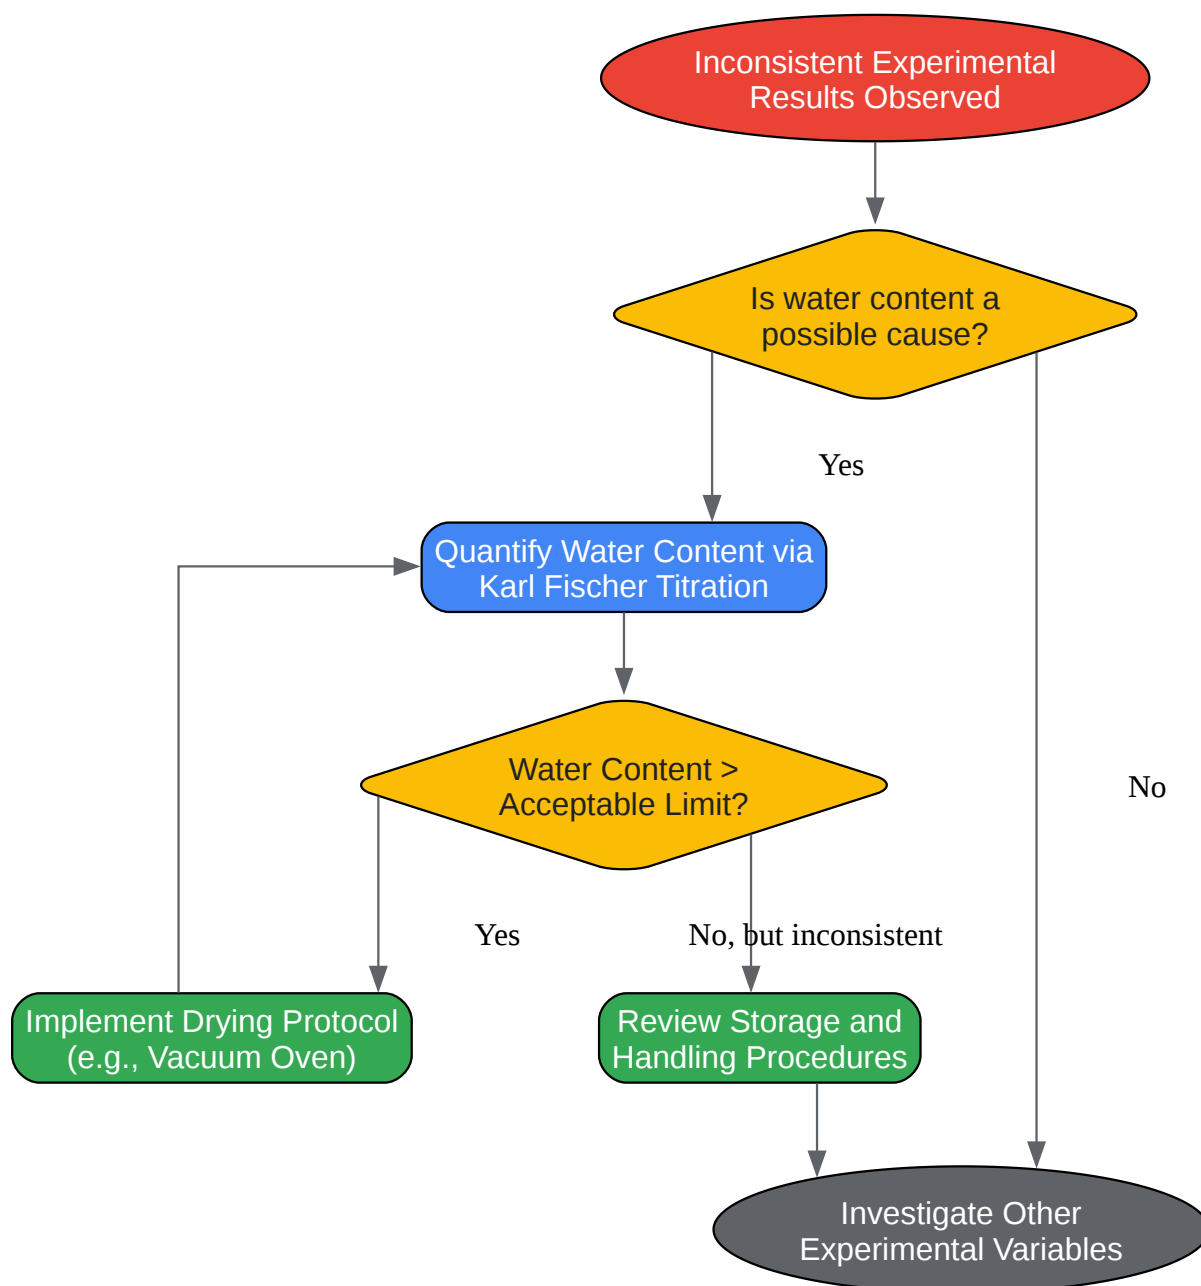 Inconsistent Experimental
Results Observed
Is water content a
possible cause?
Yes
Quantify Water Content via
Karl Fischer Titration
Water Content >
Acceptable Limit?
No
Yes
No, but inconsistent
Implement Drying Protocol
(e.g., Vacuum Oven)
Review Storage and
Handling Procedures
Investigate Other
Experimental Variables